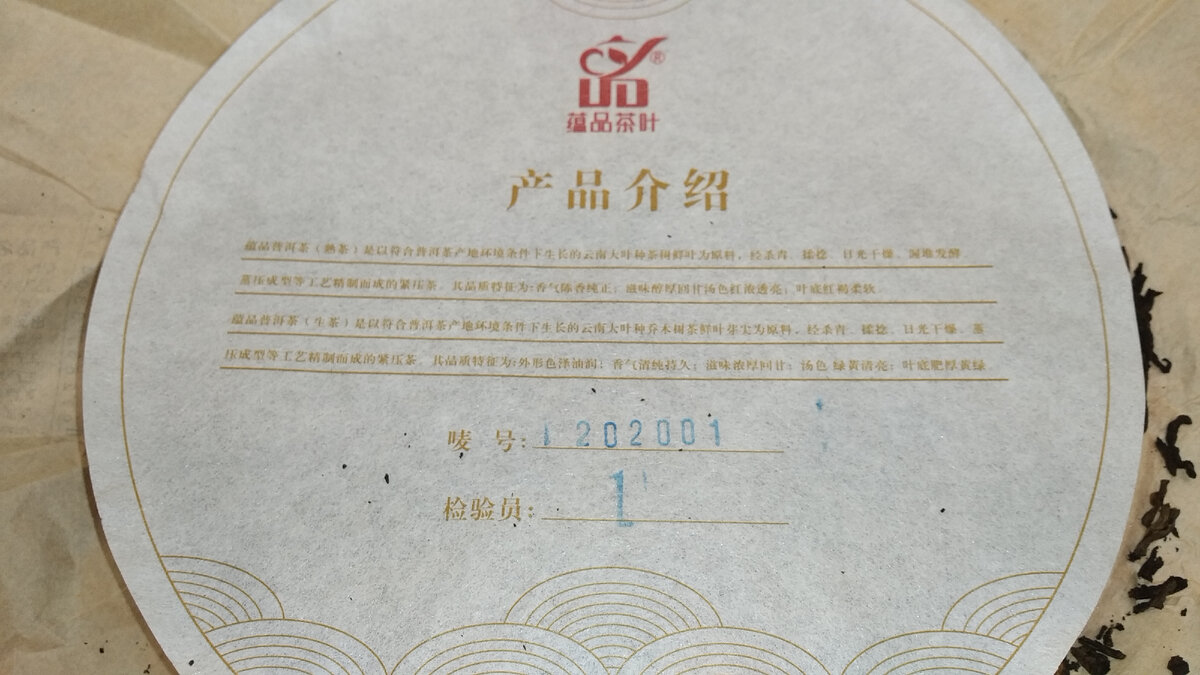 ®
蕴品茶叶
产品介绍
蕴品普洱茶（熟茶）是以符合普洱茶产地环境条件下生长的云南大叶种茶树鲜叶为原料，经杀青、揉捻、日光干燥、渥堆发酵、
蒸压成型等工艺精制而成的紧压茶。其品质特征为:香气陈香纯正；滋味醇厚回甘汤色红浓透亮；叶底红褐柔软
蕴品普洱茶（生茶）是以符合普洱茶产地环境条件下生长的云南大叶种乔木树茶鲜叶芽尖为原料，经杀青、揉捻、日光干燥、蒸
压成型等工艺精制而成的紧压茶。其品质特征为:外形色泽油润；香气清纯持久；滋味浓厚回甘；汤色 绿黄清亮；叶底肥厚黄绿
唛 号: 202001
检验员: 1